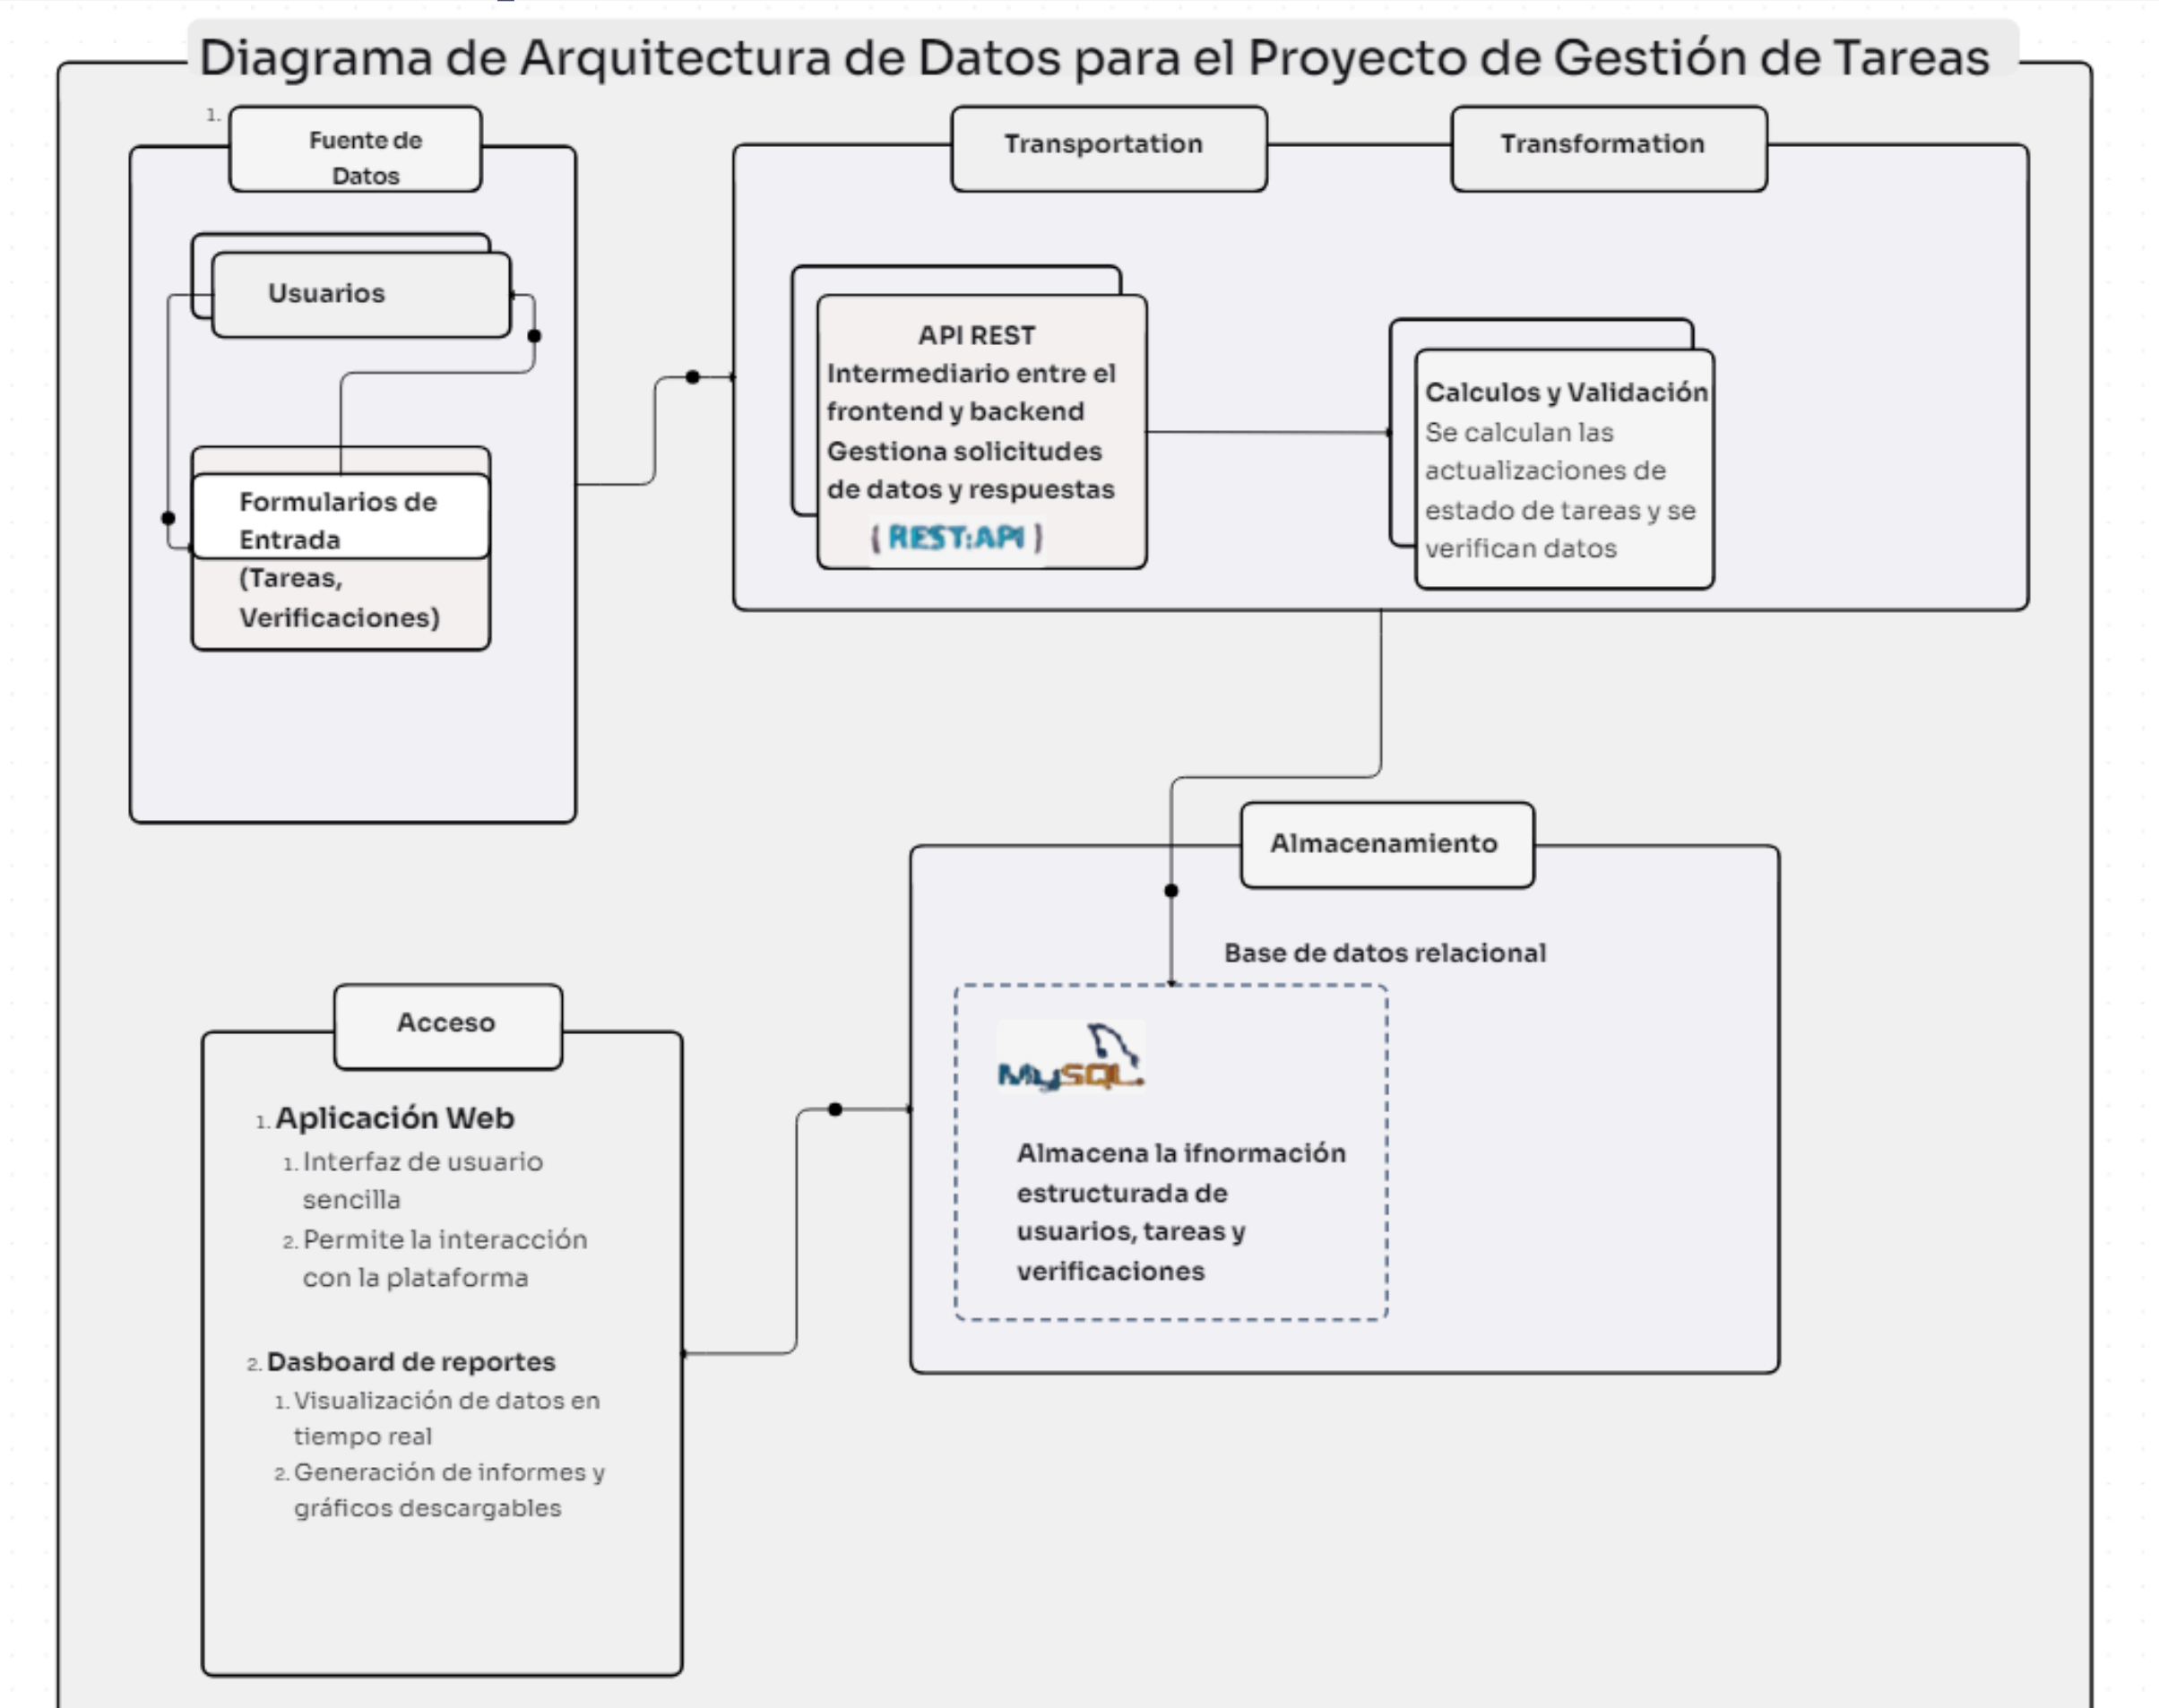 Diagrama de Arquitectura de Datos para el Proyecto de Gestión de Tareas
1.
Fuente de
Datos
Usuarios
Formularios de
Entrada
(Tareas,
Verificaciones)
Transportation
Transformation
API REST
Intermediario entre el
frontend y backend
Gestiona solicitudes
de datos y respuestas
{ REST:API }
Calculos y Validación
Se calculan las
actualizaciones de
estado de tareas y se
verifican datos
Almacenamiento
Base de datos relacional
MySQL
Almacena la ifnormación
estructurada de
usuarios, tareas y
verificaciones
Acceso
1. Aplicación Web
1. Interfaz de usuario
sencilla
2. Permite la interacción
con la plataforma
2. Dasboard de reportes
1. Visualización de datos en
tiempo real
2. Generación de informes y
gráficos descargables